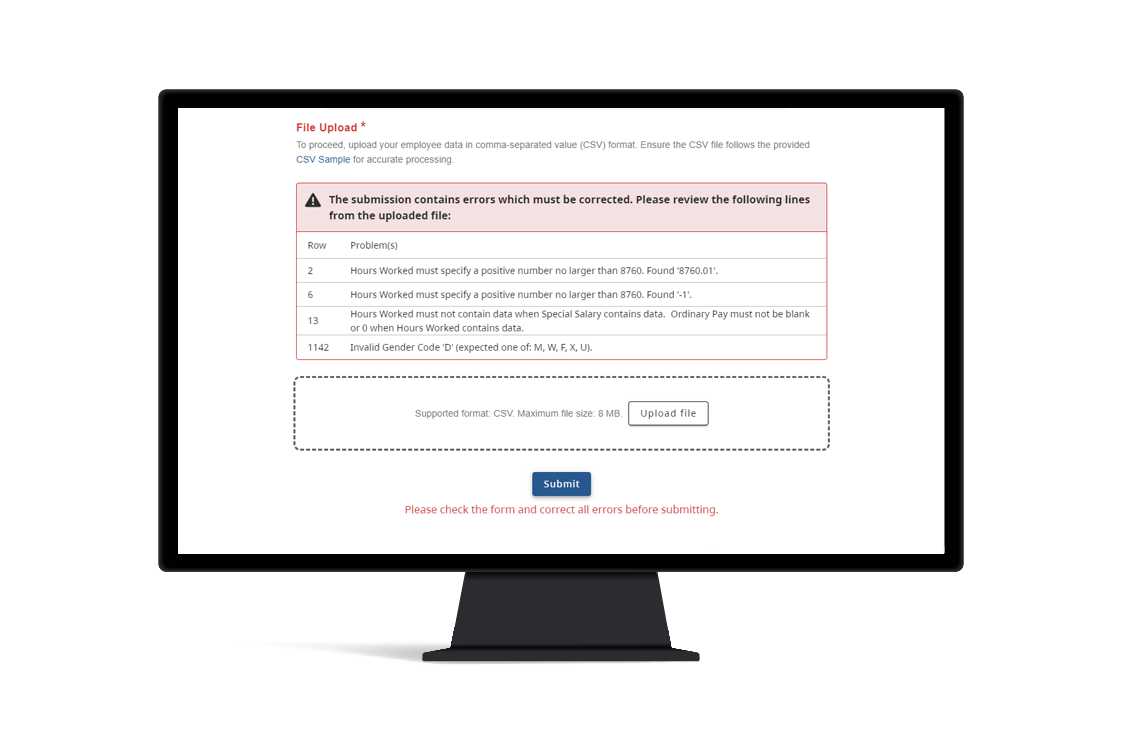 File Upload *
To proceed, upload your employee data in comma-separated value (CSV) format. Ensure the CSV file follows the provided
CSV Sample for accurate processing.
The submission contains errors which must be corrected. Please review the following lines
from the uploaded file:
Row Problem(s)
2 Hours Worked must specify a positive number no larger than 8760. Found '8760.01'.
6 Hours Worked must specify a positive number no larger than 8760. Found '-1'.
13 Hours Worked must not contain data when Special Salary contains data. Ordinary Pay must not be blank
or 0 when Hours Worked contains data.
1142 Invalid Gender Code 'D' (expected one of: M, W, F, X, U).
Supported format: CSV. Maximum file size: 8 MB. Upload file
Submit
Please check the form and correct all errors before submitting.